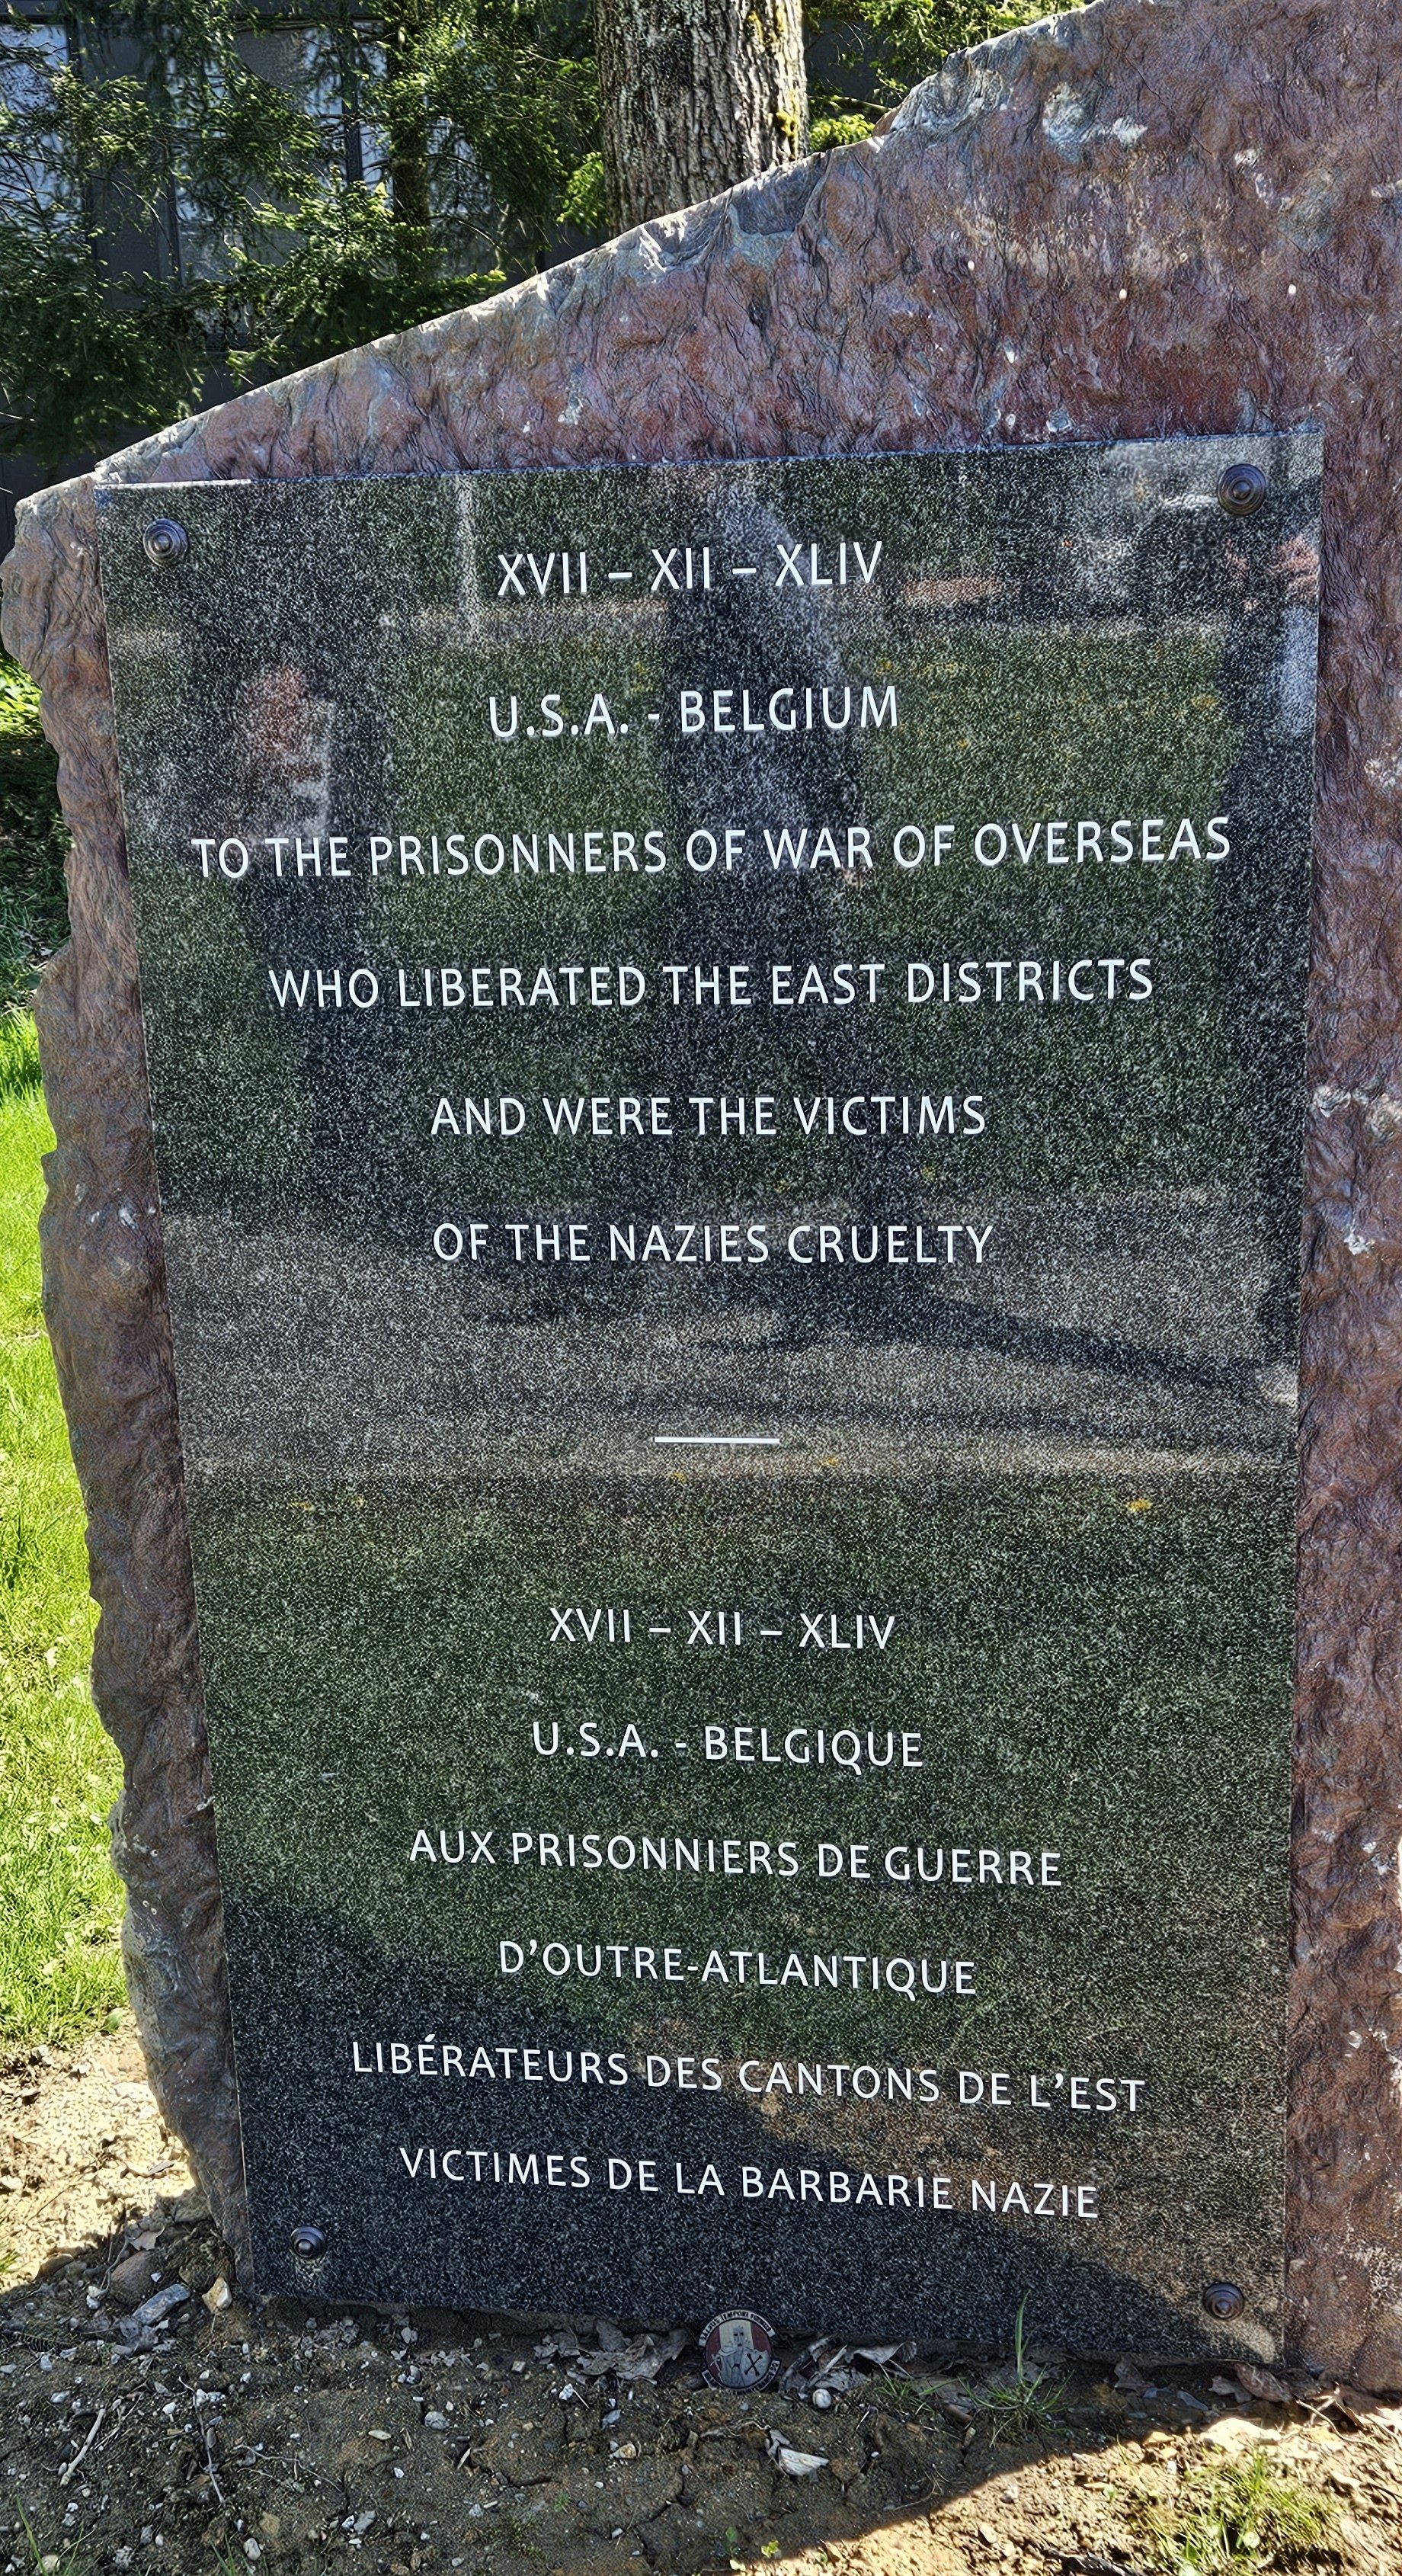 XVII – XII – XLIV
U.S.A. - BELGIUM
TO THE PRISONNERS OF WAR OF OVERSEAS
WHO LIBERATED THE EAST DISTRICTS
AND WERE THE VICTIMS
OF THE NAZIES CRUELTY
XVII – XII – XLIV
U.S.A. - BELGIQUE
AUX PRISONNIERS DE GUERRE
D’OUTRE-ATLANTIQUE
LIBÉRATEURS DES CANTONS DE L’EST
VICTIMES DE LA BARBARIE NAZIE